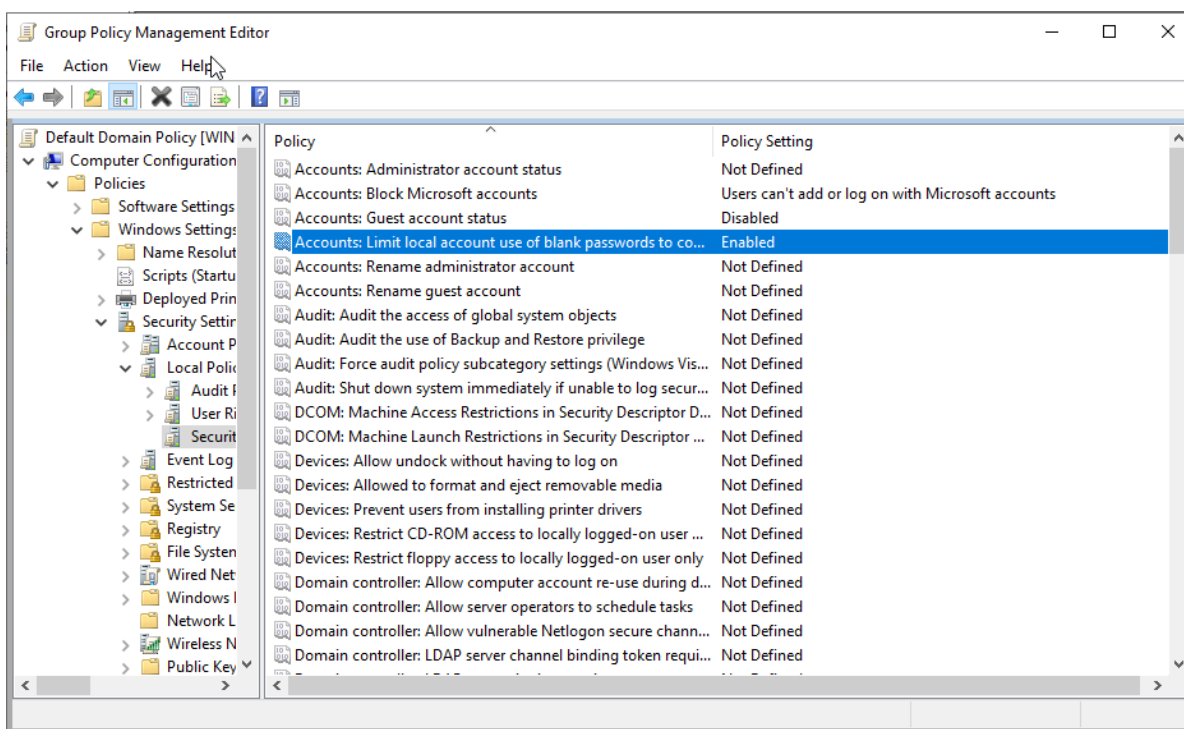 Group Policy Management Editor
File Action View Help
Default Domain Policy [WIN
Computer Configuration
Policies
Software Settings
Windows Settings
Name Resolut
Scripts (Startu
Deployed Prin
Security Settin
Account P
Local Polic
Audit P
User Ri
Securit
Event Log
Restricted
System Se
Registry
File System
Wired Net
Windows
Network L
Wireless N
Public Key
Policy Policy Setting
Accounts: Administrator account status Not Defined
Accounts: Block Microsoft accounts Users can't add or log on with Microsoft accounts
Accounts: Guest account status Disabled
Accounts: Limit local account use of blank passwords to co... Enabled
Accounts: Rename administrator account Not Defined
Accounts: Rename guest account Not Defined
Audit: Audit the access of global system objects Not Defined
Audit: Audit the use of Backup and Restore privilege Not Defined
Audit: Force audit policy subcategory settings (Windows Vis... Not Defined
Audit: Shut down system immediately if unable to log secur... Not Defined
DCOM: Machine Access Restrictions in Security Descriptor D... Not Defined
DCOM: Machine Launch Restrictions in Security Descriptor ... Not Defined
Devices: Allow undock without having to log on Not Defined
Devices: Allowed to format and eject removable media Not Defined
Devices: Prevent users from installing printer drivers Not Defined
Devices: Restrict CD-ROM access to locally logged-on user ... Not Defined
Devices: Restrict floppy access to locally logged-on user only Not Defined
Domain controller: Allow computer account re-use during d... Not Defined
Domain controller: Allow server operators to schedule tasks Not Defined
Domain controller: Allow vulnerable Netlogon secure chann... Not Defined
Domain controller: LDAP server channel binding token requi... Not Defined